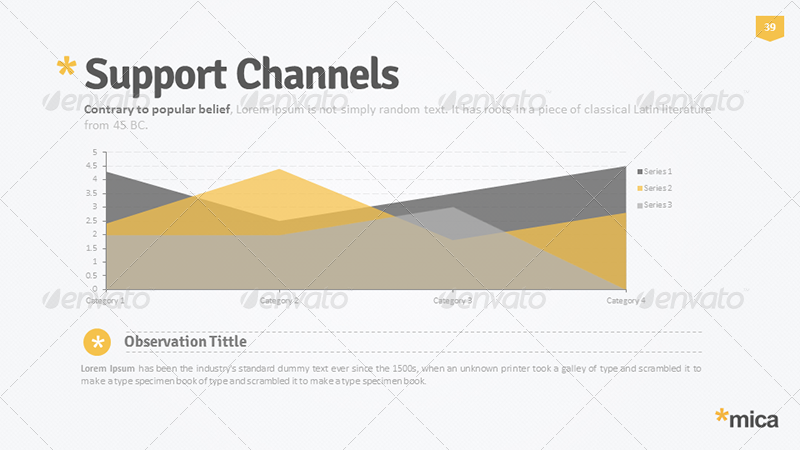 39
* Support Channels
Contrary to popular belief, Lorem Ipsum is not simply random text. It has roots in a piece of classical Latin literature
from 45 BC.
5
4.5
4
3.5
3
2.5
2
1.5
1
0.5
0
Series 1
Series 2
Series 3
Category 1 Category 2 Category 3 Category 4
envato envato envato envato
envato envato envato envato
* Observation Tittle
Lorem Ipsum has been the industry's standard dummy text ever since the 1500s, when an unknown printer took a galley of type and scrambled it to
make a type specimen book of type and scrambled it to make a type specimen book.
*mica